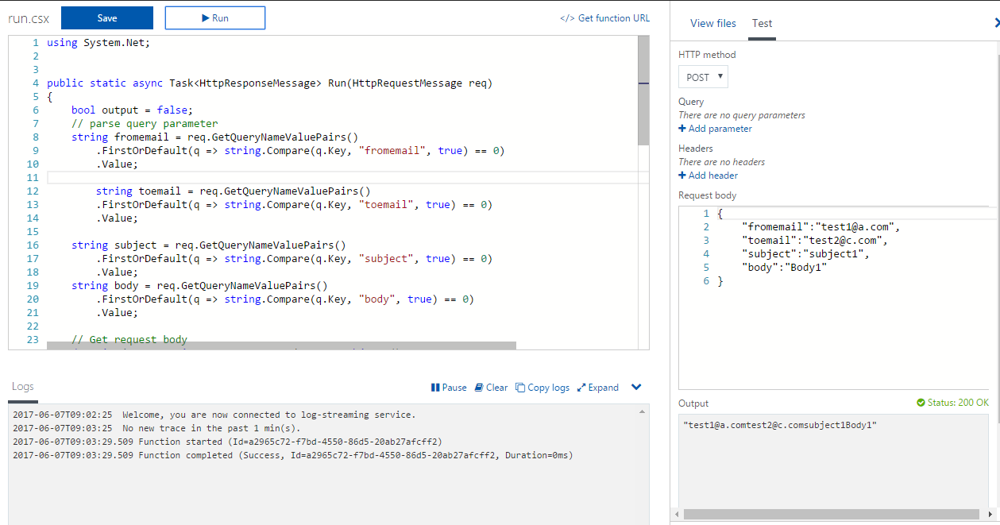 run.csx Save Run </> Get function URL
1 using System.Net;
2
3
4 public static async Task<HttpResponseMessage> Run(HttpRequestMessage req)
5 {
6 bool output = false;
7 // parse query parameter
8 string fromemail = req.GetQueryNameValuePairs()
9 .FirstOrDefault(q => string.Compare(q.Key, "fromemail", true) == 0)
10 .Value;
11
12 string toemail = req.GetQueryNameValuePairs()
13 .FirstOrDefault(q => string.Compare(q.Key, "toemail", true) == 0)
14 .Value;
15
16 string subject = req.GetQueryNameValuePairs()
17 .FirstOrDefault(q => string.Compare(q.Key, "subject", true) == 0)
18 .Value;
19 string body = req.GetQueryNameValuePairs()
20 .FirstOrDefault(q => string.Compare(q.Key, "body", true) == 0)
21 .Value;
22
23 // Get request body
Logs Pause Clear Copy logs Expand
2017-06-07T09:02:25 Welcome, you are now connected to log-streaming service.
2017-06-07T09:03:25 No new trace in the past 1 min(s).
2017-06-07T09:03:29.509 Function started (Id=a2965c72-f7bd-4550-86d5-20ab27afcff2)
2017-06-07T09:03:29.509 Function completed (Success, Id=a2965c72-f7bd-4550-86d5-20ab27afcff2, Duration=0ms)
View files Test
HTTP method
POST
Query
There are no query parameters
Add parameter
Headers
There are no headers
Add header
Request body
1 {
2 "fromemail":"test1@a.com",
3 "toemail":"test2@c.com",
4 "subject":"subject1",
5 "body":"Body1"
6 }
Output Status: 200 OK
"test1@a.comtest2@c.comsubject1Body1"